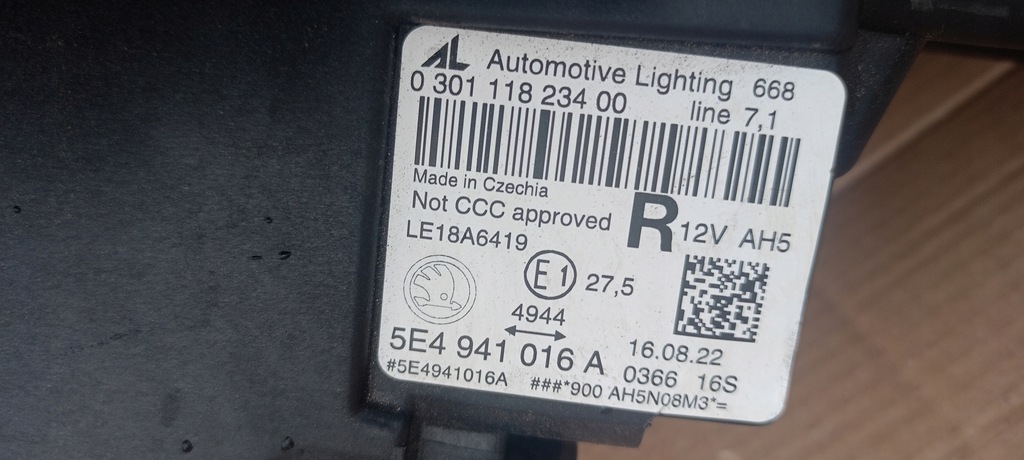 AL Automotive Lighting 668
0 301 118 234 00 line 7,1
Made in Czechia
Not CCC approved R 12V AH5
LE18A6419
E1 27,5
4944
5E4 941 016 A 16.08.22
0366 16S
#5E4941016A ###*900 AH5N08M3*=